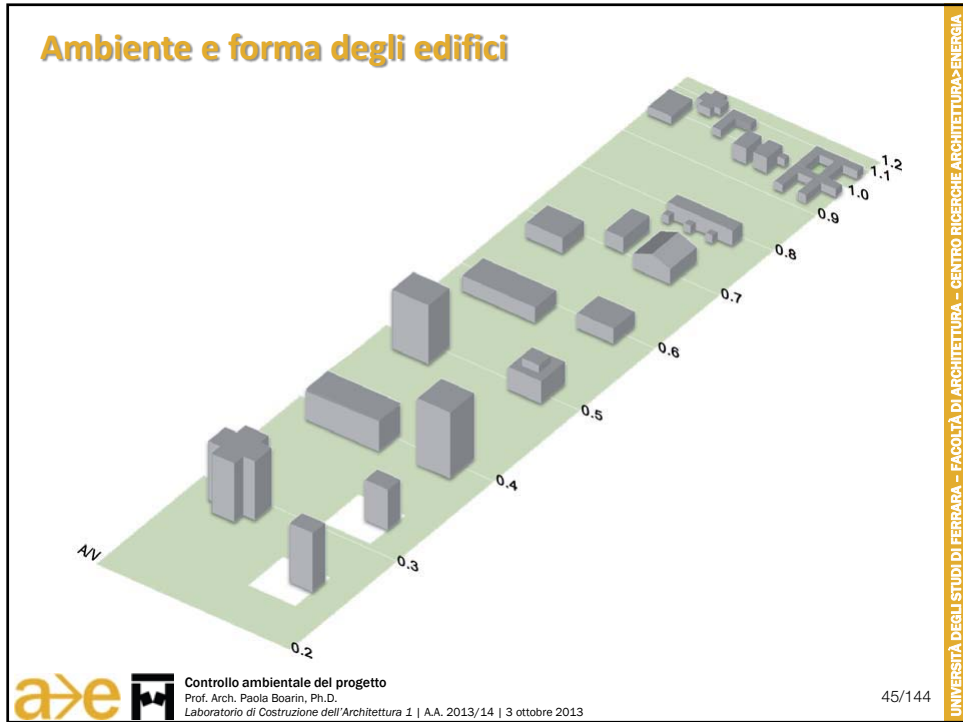 Ambiente e forma degli edifici
1.2
1.1
1.0
0.9
0.8
0.7
0.6
0.5
0.4
0.3
0.2
A/V
a>e
Controllo ambientale del progetto
Prof. Arch. Paola Boarin, Ph.D.
Laboratorio di Costruzione dell'Architettura 1 | A.A. 2013/14 | 3 ottobre 2013
45/144
UNIVERSITÀ DEGLI STUDI DI FERRARA – FACOLTÀ DI ARCHITETTURA – CENTRO RICERCHE ARCHITETTURA>ENERGIA